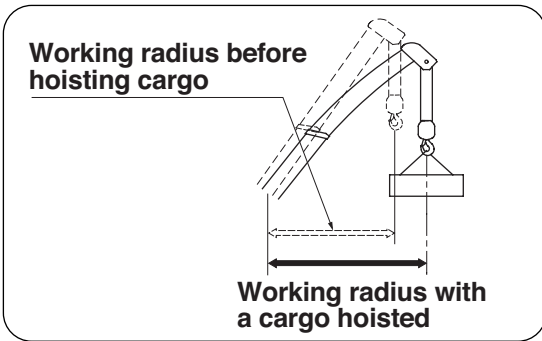 Working radius before
hoisting cargo
Working radius with
a cargo hoisted